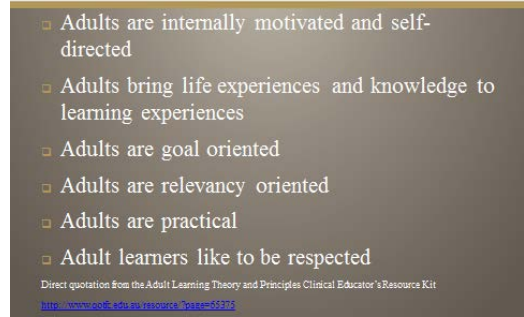 Adults are internally motivated and self-
directed
Adults bring life experiences and knowledge to
learning experiences
Adults are goal oriented
Adults are relevancy oriented
Adults are practical
Adult learners like to be respected
Direct quotation from the Adult Learning Theory and Principles Clinical Educator's Resource Kit